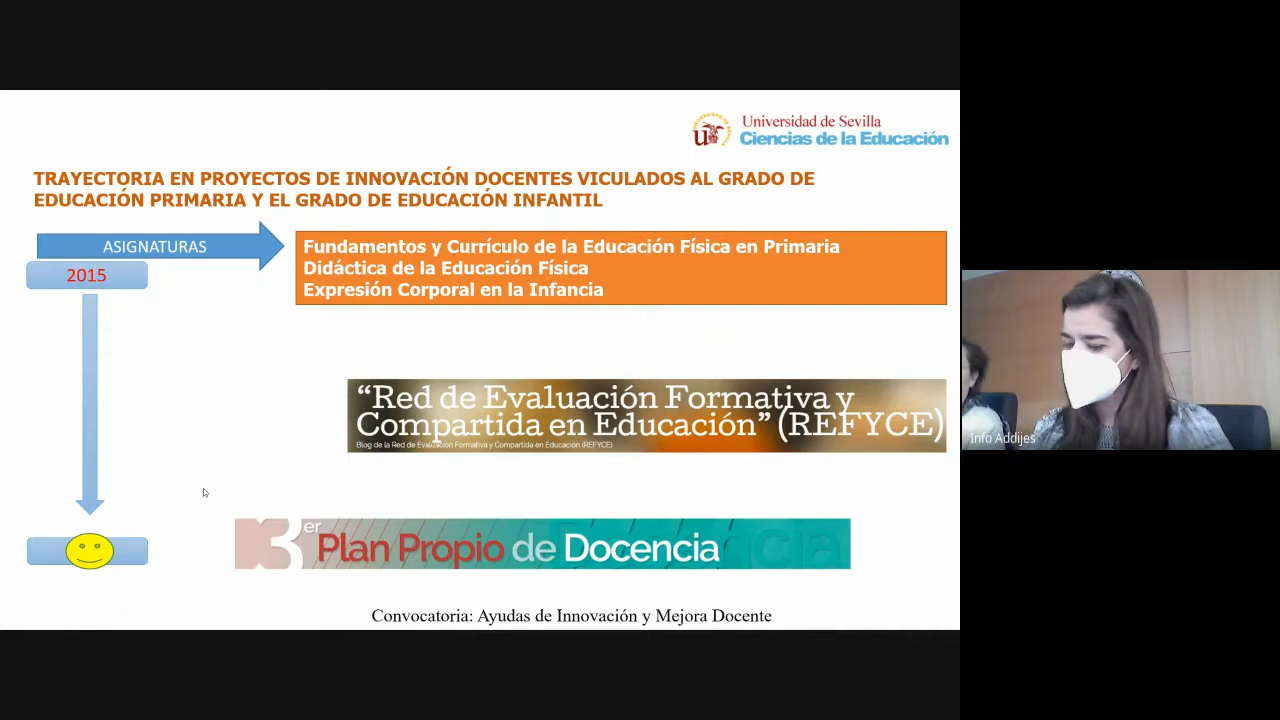 Universidad de Sevilla
Ciencias de la Educación
TRAYECTORIA EN PROYECTOS DE INNOVACIÓN DOCENTES VICULADOS AL GRADO DE
EDUCACIÓN PRIMARIA Y EL GRADO DE EDUCACIÓN INFANTIL
ASIGNATURAS
2015
Fundamentos y Currículo de la Educación Física en Primaria
Didáctica de la Educación Física
Expresión Corporal en la Infancia
“Red de Evaluación Formativa y
Compartida en Educación” (REFYCE)
Blog de la Red de Evaluación Formativa y Compartida en Educación (REFYCE)
3er Plan Propio de Docencia
Convocatoria: Ayudas de Innovación y Mejora Docente
Info Addijes